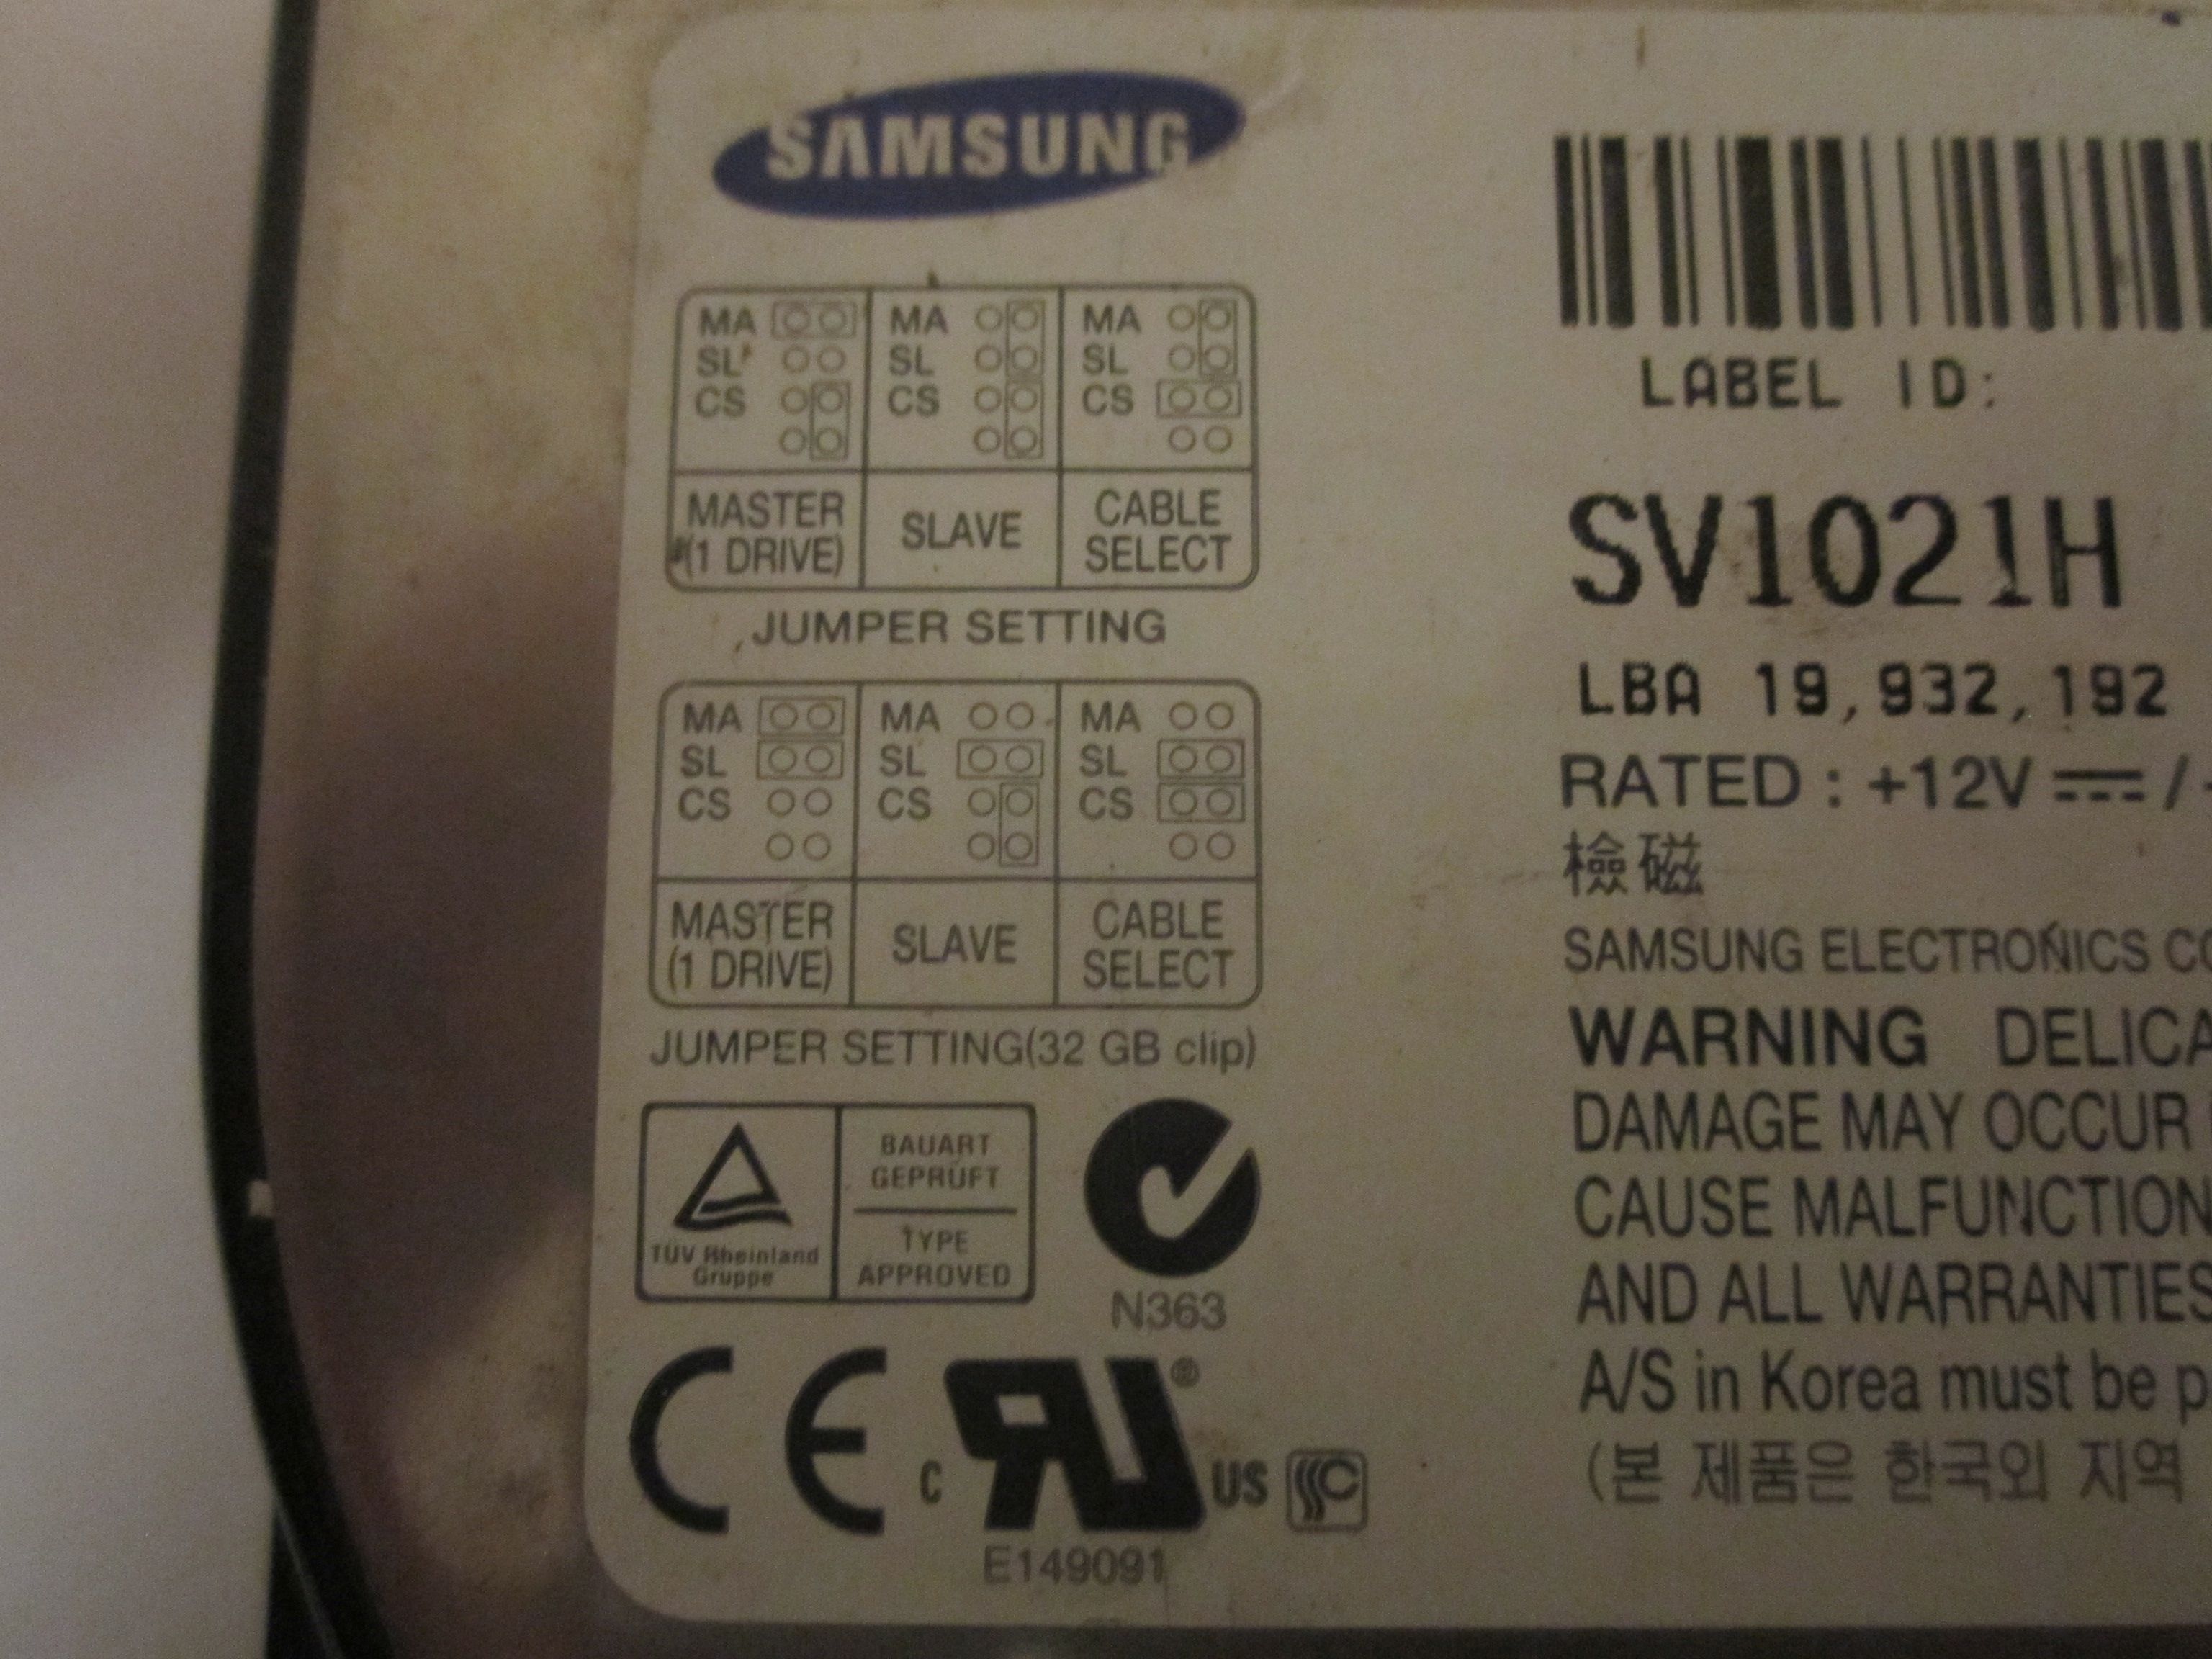 SAMSUNG
MA MA MA
SL SL SL
CS CS CS
MASTER
(1 DRIVE)
SLAVE
CABLE
SELECT
JUMPER SETTING
MA MA MA
SL SL SL
CS CS CS
MASTER
(1 DRIVE)
SLAVE
CABLE
SELECT
JUMPER SETTING(32 GB clip)
TÜV Rheinland
Gruppe
BAUART
GEPRÜFT
TYPE
APPROVED
N363
CE
C
RU
®
US
E149091
LABEL ID:
SV1021H
LBA 19,932,192
RATED : +12V ⎓ /
檢磁
SAMSUNG ELECTRONICS CO
WARNING DELICA
DAMAGE MAY OCCUR
CAUSE MALFUNCTION
AND ALL WARRANTIES
A/S in Korea must be p
(본 제품은 한국외 지역